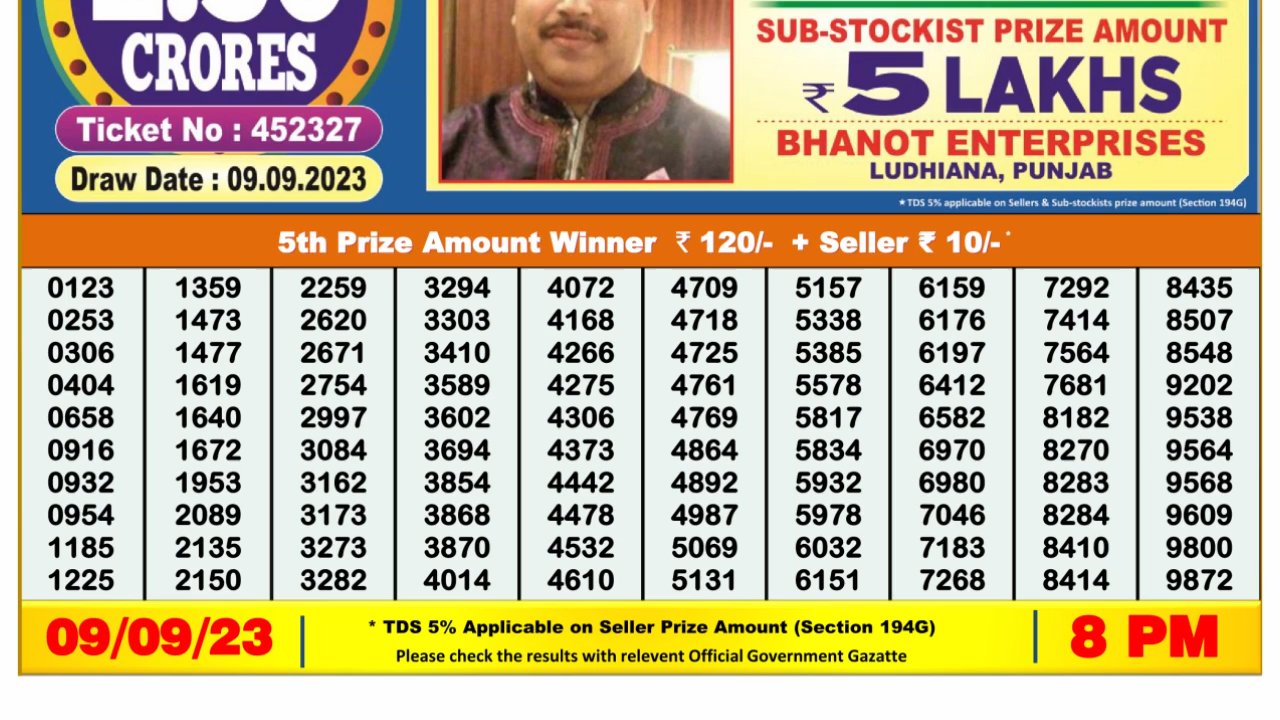 CRORES
Ticket No : 452327
Draw Date : 09.09.2023
SUB-STOCKIST PRIZE AMOUNT
₹ 5 LAKHS
BHANOT ENTERPRISES
LUDHIANA, PUNJAB
★ TDS 5% applicable on Sellers & Sub-stockists prize amount (Section 194G)
5th Prize Amount Winner ₹ 120/- + Seller ₹ 10/- *
0123 1359 2259 3294 4072 4709 5157 6159 7292 8435
0253 1473 2620 3303 4168 4718 5338 6176 7414 8507
0306 1477 2671 3410 4266 4725 5385 6197 7564 8548
0404 1619 2754 3589 4275 4761 5578 6412 7681 9202
0658 1640 2997 3602 4306 4769 5817 6582 8182 9538
0916 1672 3084 3694 4373 4864 5834 6970 8270 9564
0932 1953 3162 3854 4442 4892 5932 6980 8283 9568
0954 2089 3173 3868 4478 4987 5978 7046 8284 9609
1185 2135 3273 3870 4532 5069 6032 7183 8410 9800
1225 2150 3282 4014 4610 5131 6151 7268 8414 9872
09/09/23
* TDS 5% Applicable on Seller Prize Amount (Section 194G)
Please check the results with relevent Official Government Gazatte
8 PM